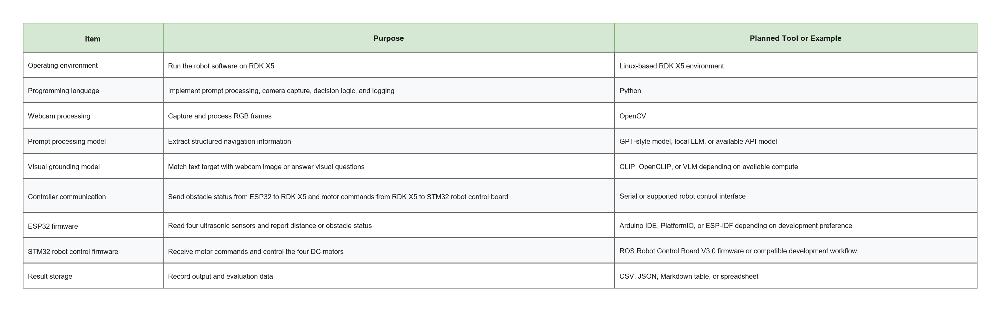 Item Purpose Planned Tool or Example
Operating environment Run the robot software on RDK X5 Linux-based RDK X5 environment
Programming language Implement prompt processing, camera capture, decision logic, and logging Python
Webcam processing Capture and process RGB frames OpenCV
Prompt processing model Extract structured navigation information GPT-style model, local LLM, or available API model
Visual grounding model Match text target with webcam image or answer visual questions CLIP, OpenCLIP, or VLM depending on available compute
Controller communication Send obstacle status from ESP32 to RDK X5 and motor commands from RDK X5 to STM32 robot control board Serial or supported robot control interface
ESP32 firmware Read four ultrasonic sensors and report distance or obstacle status Arduino IDE, PlatformIO, or ESP-IDF depending on development preference
STM32 robot control firmware Receive motor commands and control the four DC motors ROS Robot Control Board V3.0 firmware or compatible development workflow
Result storage Record output and evaluation data CSV, JSON, Markdown table, or spreadsheet